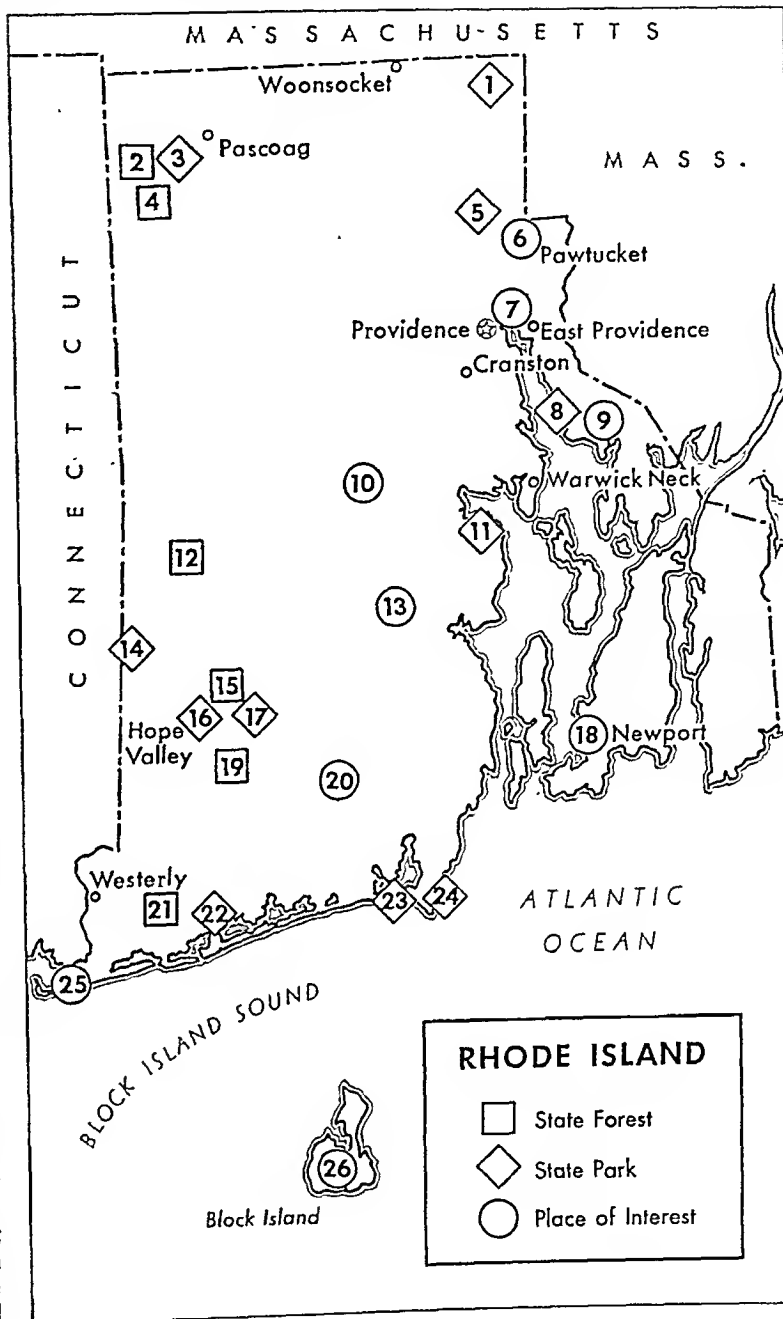 MASSACHUSETTS
Woonsocket
1
Pascoag
2
3
MASS.
4
5
6
Pawtucket
CONNECTICUT
7
Providence
East Providence
Cranston
8
9
10
Warwick Neck
11
12
13
14
15
16
17
Hope
Valley
18
Newport
19
20
Westerly
21
22
23
24
ATLANTIC
OCEAN
25
BLOCK ISLAND SOUND
RHODE ISLAND
State Forest
State Park
Place of Interest
26
Block Island